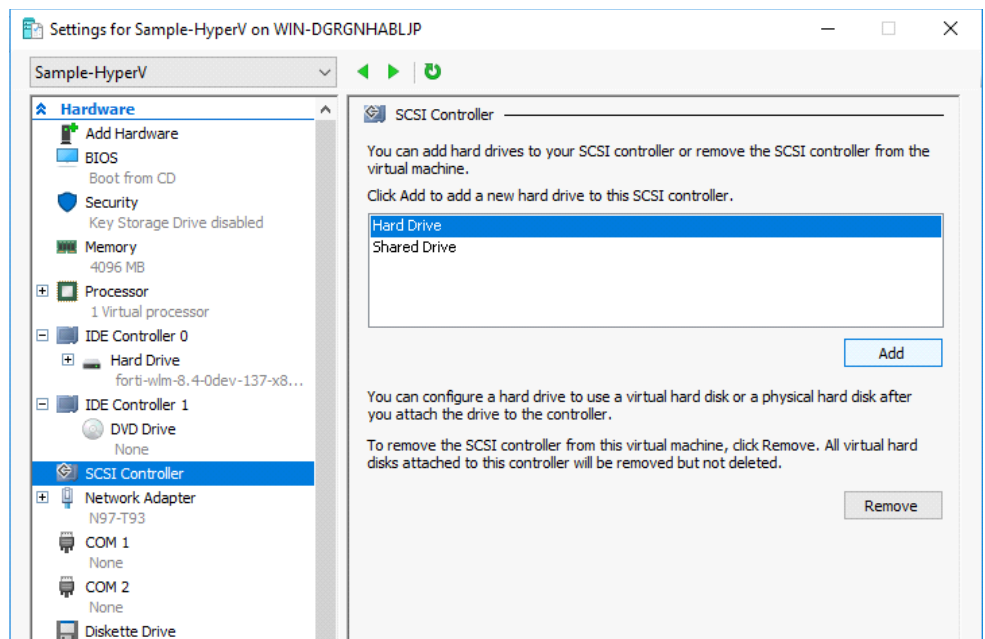 Settings for Sample-HyperV on WIN-DGRGNHABLJP
Sample-HyperV
Hardware
Add Hardware
BIOS
Boot from CD
Security
Key Storage Drive disabled
Memory
4096 MB
Processor
1 Virtual processor
IDE Controller 0
Hard Drive
forti-wlm-8.4-0dev-137-x8...
IDE Controller 1
DVD Drive
None
SCSI Controller
Network Adapter
N97-T93
COM 1
None
COM 2
None
Diskette Drive
SCSI Controller
You can add hard drives to your SCSI controller or remove the SCSI controller from the
virtual machine.
Click Add to add a new hard drive to this SCSI controller.
Hard Drive
Shared Drive
Add
You can configure a hard drive to use a virtual hard disk or a physical hard disk after
you attach the drive to the controller.
To remove the SCSI controller from this virtual machine, click Remove. All virtual hard
disks attached to this controller will be removed but not deleted.
Remove